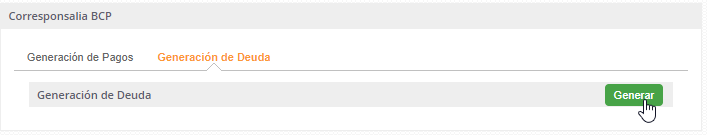 Corresponsalia BCP
Generación de Pagos Generación de Deuda
Generación de Deuda Generar